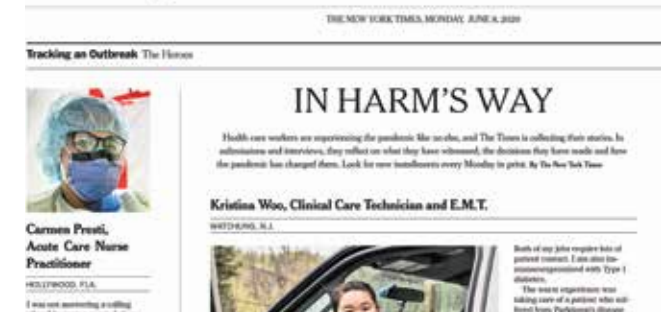 THE NEW YORK TIMES, MONDAY, JUNE 8, 2020
Tracking an Outbreak The Heroes
IN HARM'S WAY
Health care workers are experiencing the pandemic like no else, and The Times is collecting their stories. In
submissions and interviews, they reflect on what they have witnessed, the decisions they have made and how
the pandemic has changed them. Look for new installments every Monday in print. By The New York Times
Kristina Woo, Clinical Care Technician and E.M.T.
WATCHUNG, N.J.
Carmen Presti,
Acute Care Nurse
Practitioner
HOLLYWOOD, FLA.
I was not answering a calling
Both of my jobs require lots of
patient contact. I am also im-
munocompromised with Type 1
diabetes.
The worst experience was
taking care of a patient who suf-
fered from Parkinson's disease